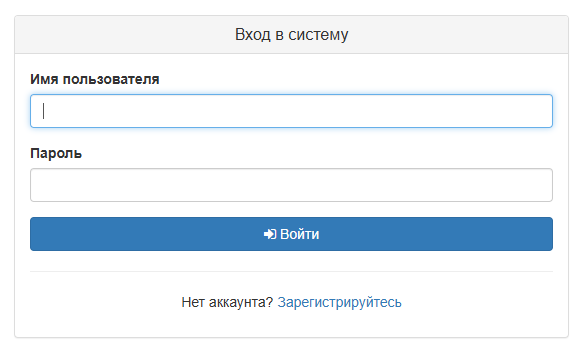 Вход в систему
Имя пользователя
Пароль
Войти
Нет аккаунта? Зарегистрируйтесь